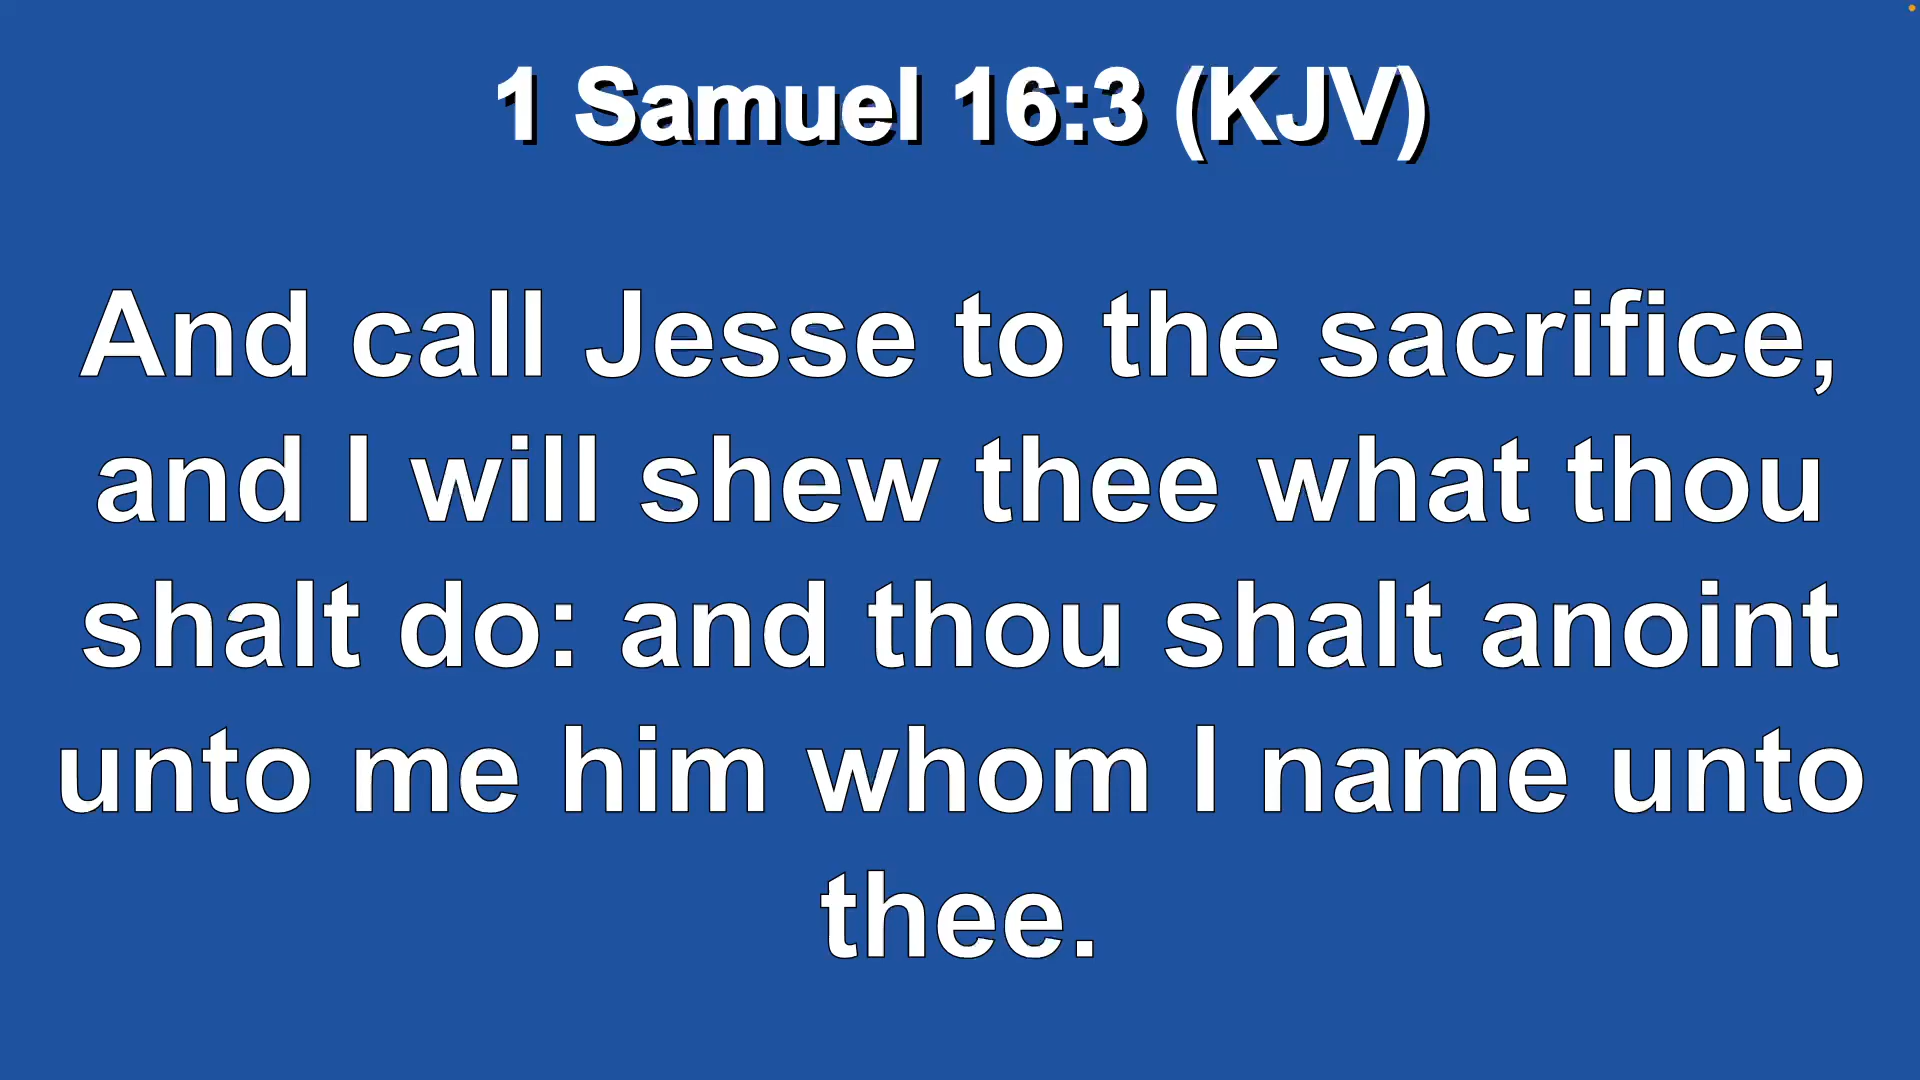 1 Samuel 16:3 (KJV)
And call Jesse to the sacrifice,
and I will shew thee what thou
shalt do: and thou shalt anoint
unto me him whom I name unto
thee.